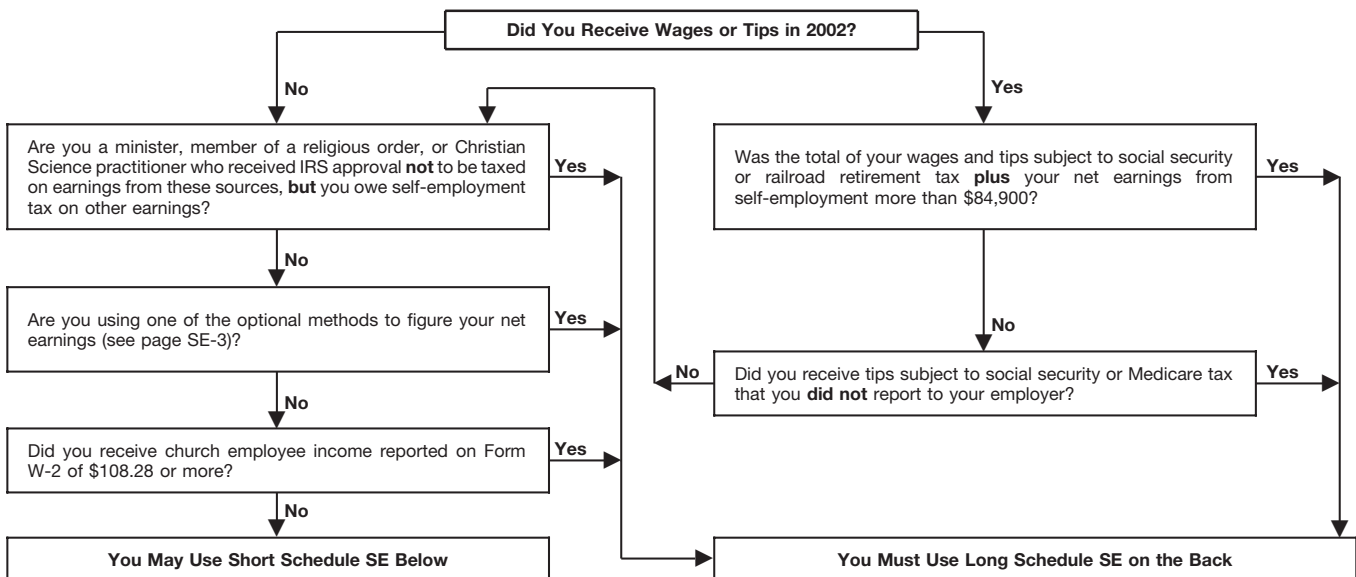 Did You Receive Wages or Tips in 2002?
No
Yes
Are you a minister, member of a religious order, or Christian
Science practitioner who received IRS approval not to be taxed
on earnings from these sources, but you owe self-employment
tax on other earnings?
Yes
Was the total of your wages and tips subject to social security
or railroad retirement tax plus your net earnings from
self-employment more than $84,900?
Yes
No
Are you using one of the optional methods to figure your net
earnings (see page SE-3)?
Yes
No
No
Did you receive tips subject to social security or Medicare tax
that you did not report to your employer?
Yes
No
Did you receive church employee income reported on Form
W-2 of $108.28 or more?
Yes
No
You May Use Short Schedule SE Below
You Must Use Long Schedule SE on the Back